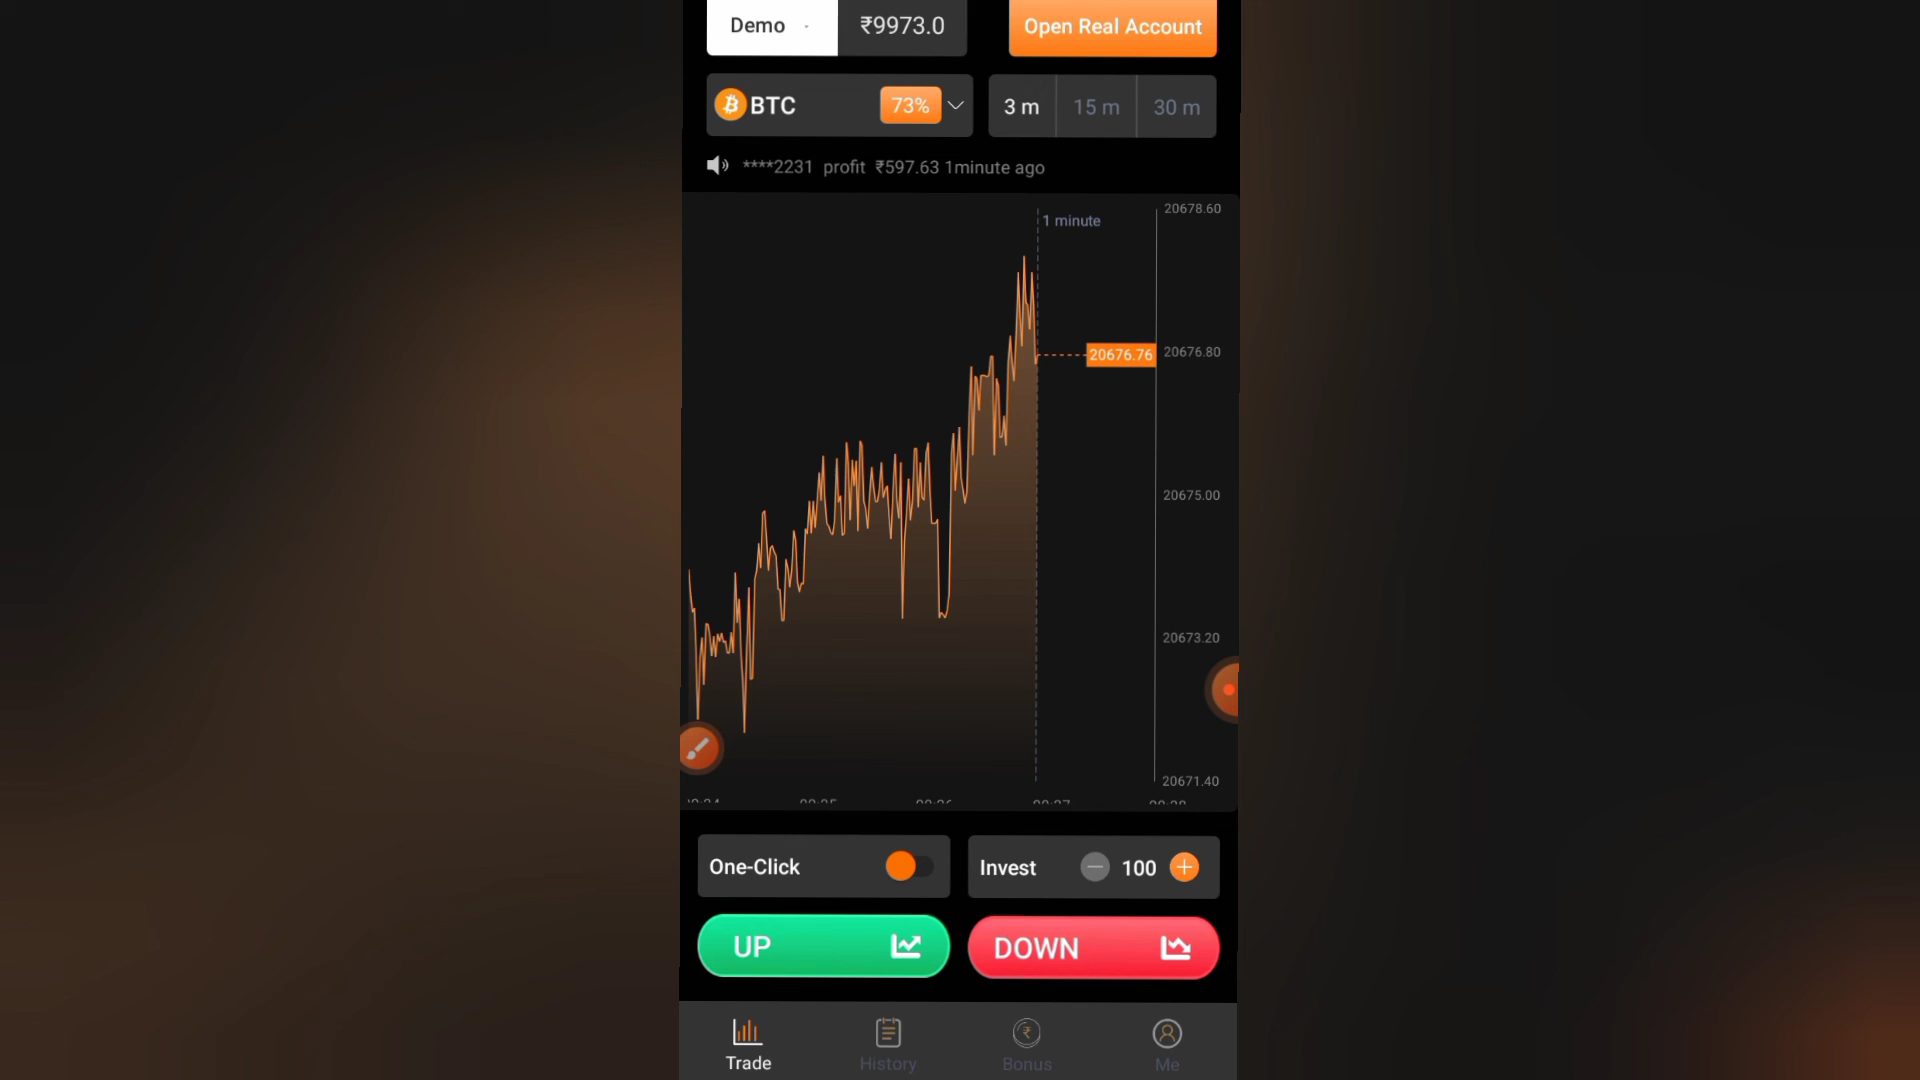 Demo ₹9973.0 Open Real Account
BTC 73% 3 m 15 m 30 m
****2231 profit ₹597.63 1minute ago
1 minute
20678.60
20676.76
20676.80
20675.00
20673.20
20671.40
One-Click Invest 100
UP DOWN
Trade History Bonus Me